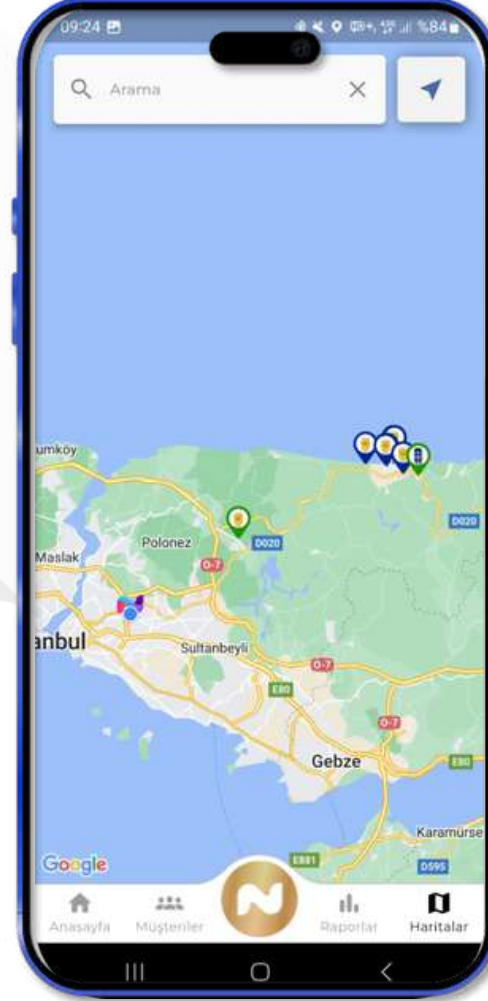 09:24
%84
Arama
umköy
D020
Polonez
D020
Maslak
O-7
anbul
Sultanbeyli
O-7
E80
O-7
Gebze
E80
Karamürse
Google
E881
D595
N
Anasayfa
Müşteriler
Raporlar
Haritalar